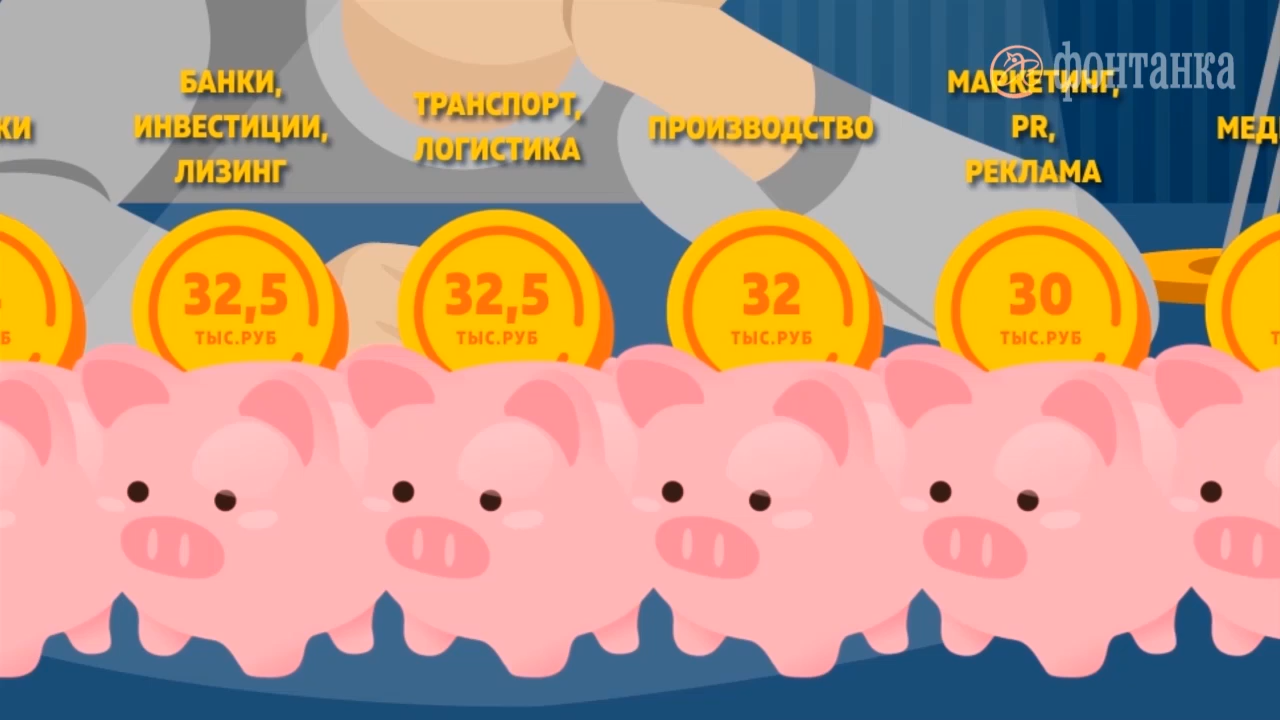 фонтанка
БАНКИ,
ИНВЕСТИЦИИ,
ЛИЗИНГ
32,5
ТЫС.РУБ
ТРАНСПОРТ,
ЛОГИСТИКА
32,5
ТЫС.РУБ
ПРОИЗВОДСТВО
32
ТЫС.РУБ
МАРКЕТИНГ,
PR,
РЕКЛАМА
30
ТЫС.РУБ